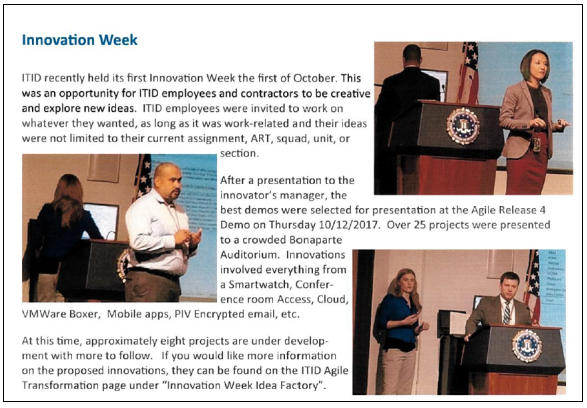 Innovation Week
ITID recently held its first Innovation Week the first of October. This
was an opportunity for ITID employees and contractors to be creative
and explore new ideas. ITID employees were invited to work on
whatever they wanted, as long as it was work-related and their ideas
were not limited to their current assignment, ART, squad, unit, or
section.
After a presentation to the
innovator's manager, the
best demos were selected for presentation at the Agile Release 4
Demo on Thursday 10/12/2017. Over 25 projects were presented
to a crowded Bonaparte
Auditorium. Innovations
involved everything from
a Smartwatch, Confer-
ence room Access, Cloud,
VMWare Boxer, Mobile apps, PIV Encrypted email, etc.
At this time, approximately eight projects are under develop-
ment with more to follow. If you would like more information
on the proposed innovations, they can be found on the ITID Agile
Transformation page under "Innovation Week Idea Factory".